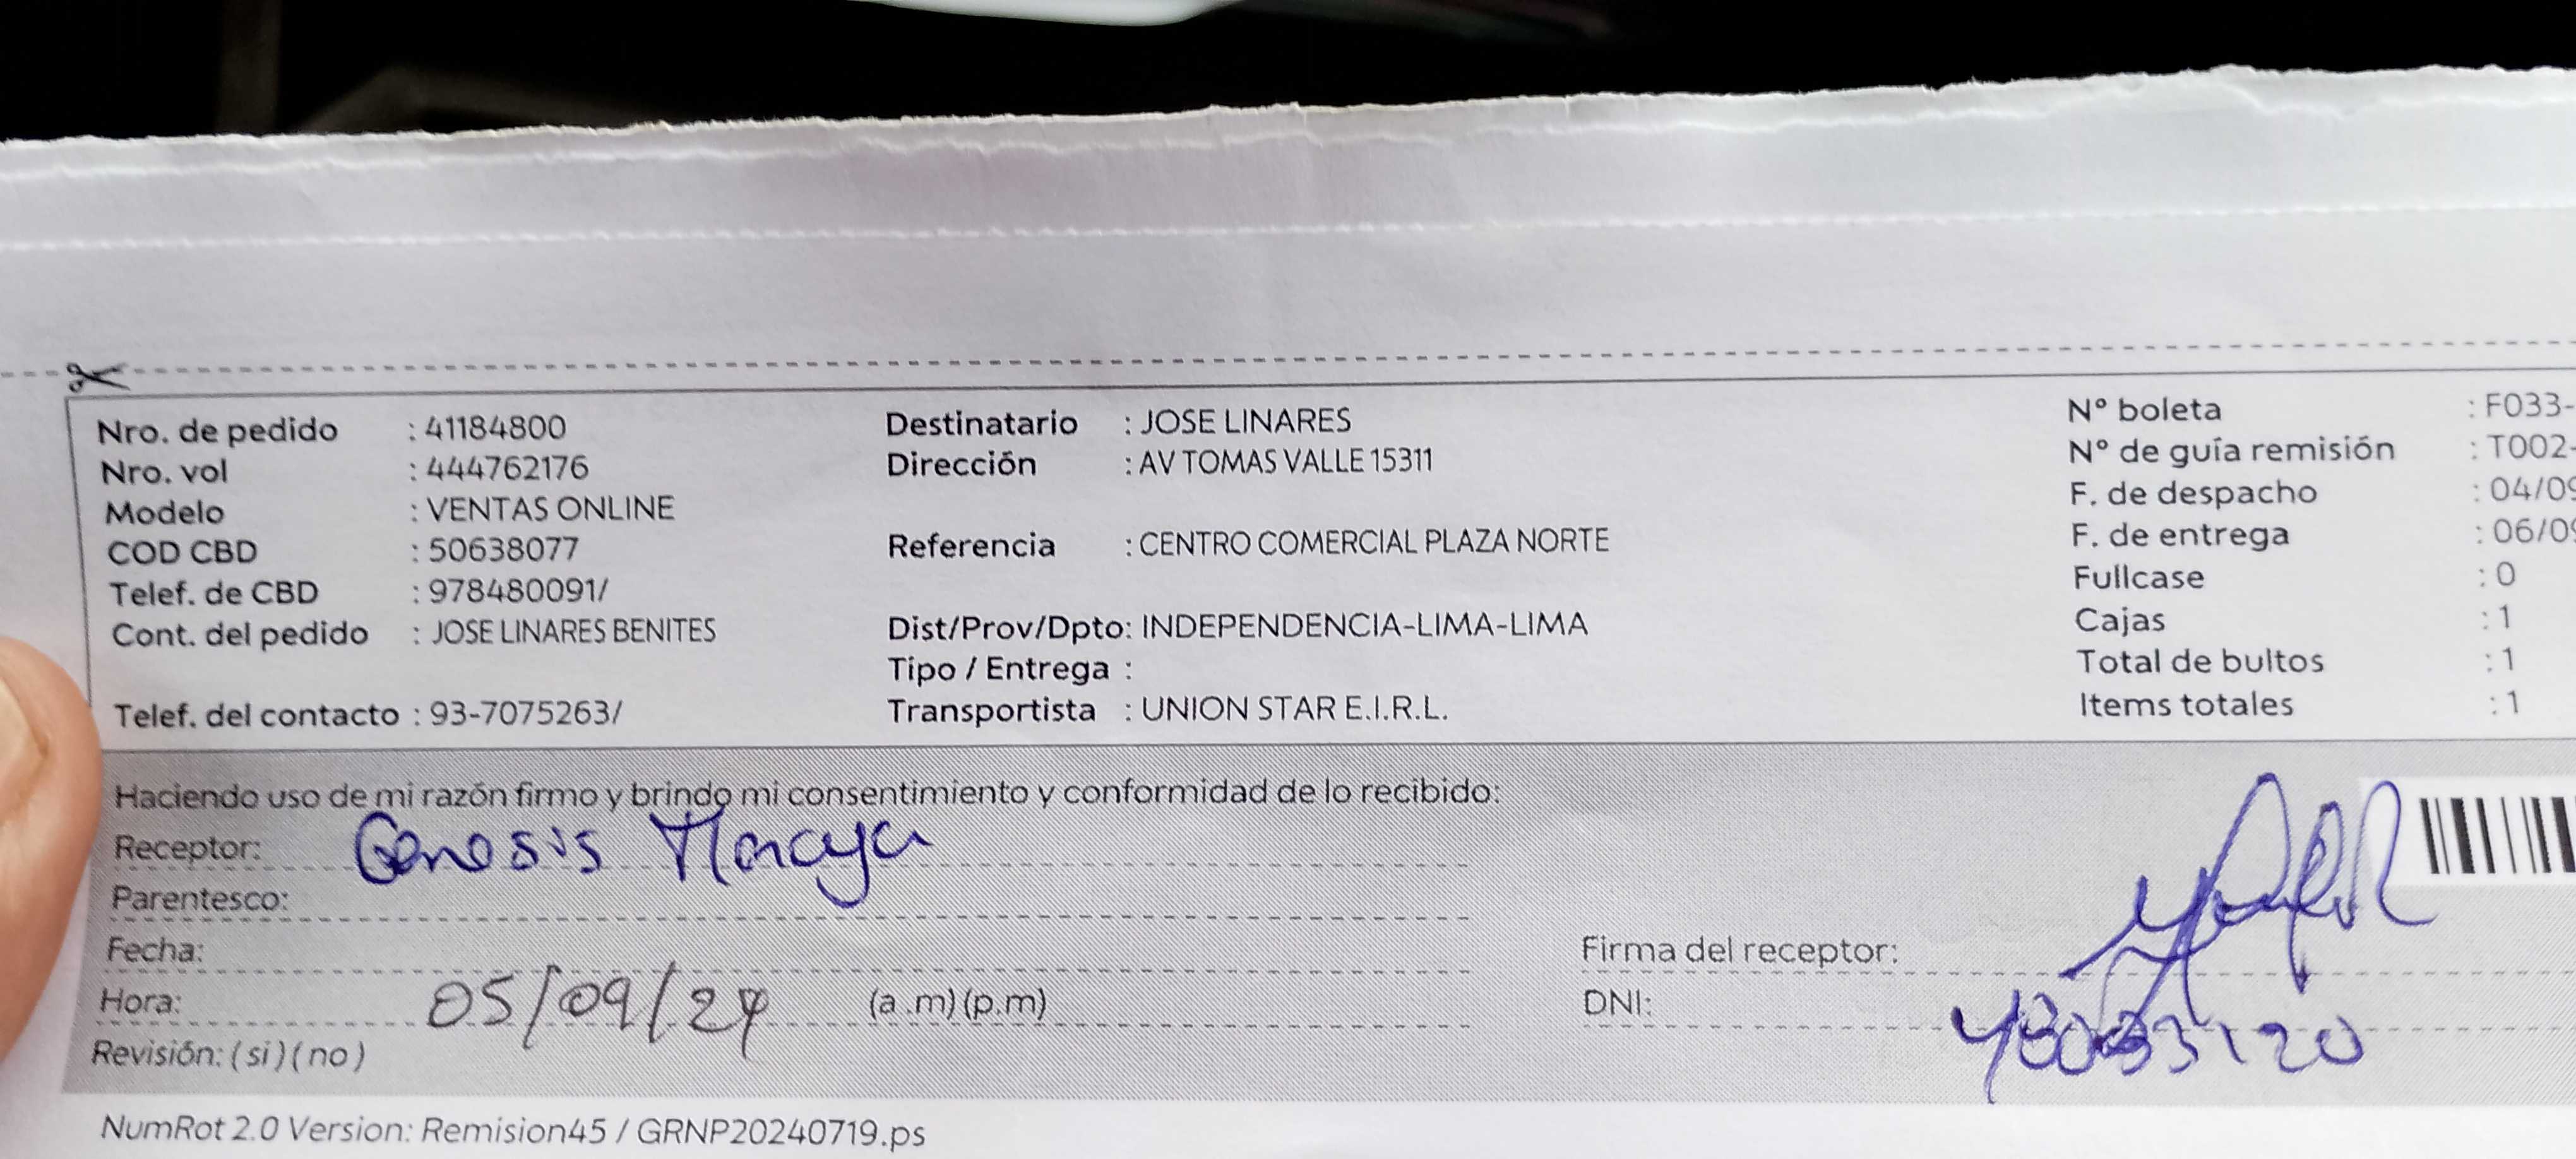 Nro. de pedido : 41184800
Nro. vol : 444762176
Modelo : VENTAS ONLINE
COD CBD : 50638077
Telef. de CBD : 978480091/
Cont. del pedido : JOSE LINARES BENITES
Telef. del contacto : 93-7075263/
Destinatario : JOSE LINARES
Dirección : AV TOMAS VALLE 15311
Referencia : CENTRO COMERCIAL PLAZA NORTE
Dist/Prov/Dpto: INDEPENDENCIA-LIMA-LIMA
Tipo / Entrega :
Transportista : UNION STAR E.I.R.L.
N° boleta : F033-
N° de guía remisión : T002-
F. de despacho : 04/09
F. de entrega : 06/09
Fullcase : 0
Cajas : 1
Total de bultos : 1
Items totales : 1
Haciendo uso de mi razón firmo y brindo mi consentimiento y conformidad de lo recibido:
Receptor: Genesis Macaya
Parentesco:
Fecha:
Hora: 05/09/24 (a .m) (p.m)
Revisión: ( si ) ( no )
Firma del receptor:
DNI:
NumRot 2.0 Version: Remision45 / GRNP20240719.ps